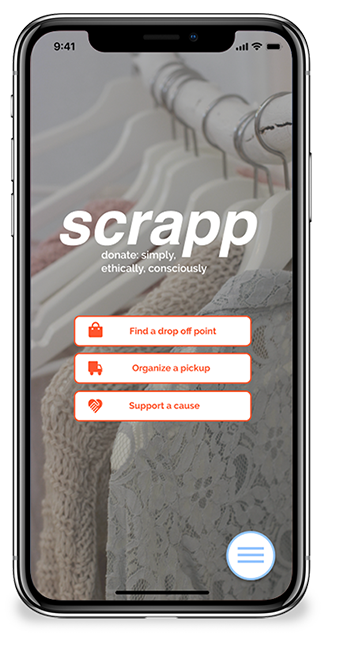 9:41
scrapp
donate: simply,
ethically, consciously
Find a drop off point
Organize a pickup
Support a cause